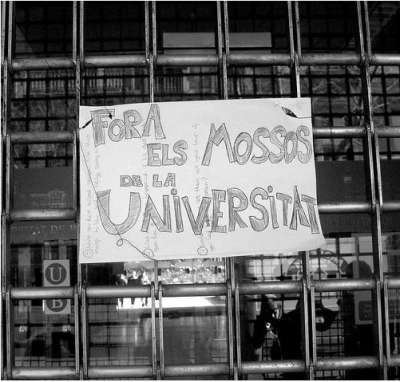 FORA
ELS MOSSOS
DE LA
UNIVERSITAT
U
B